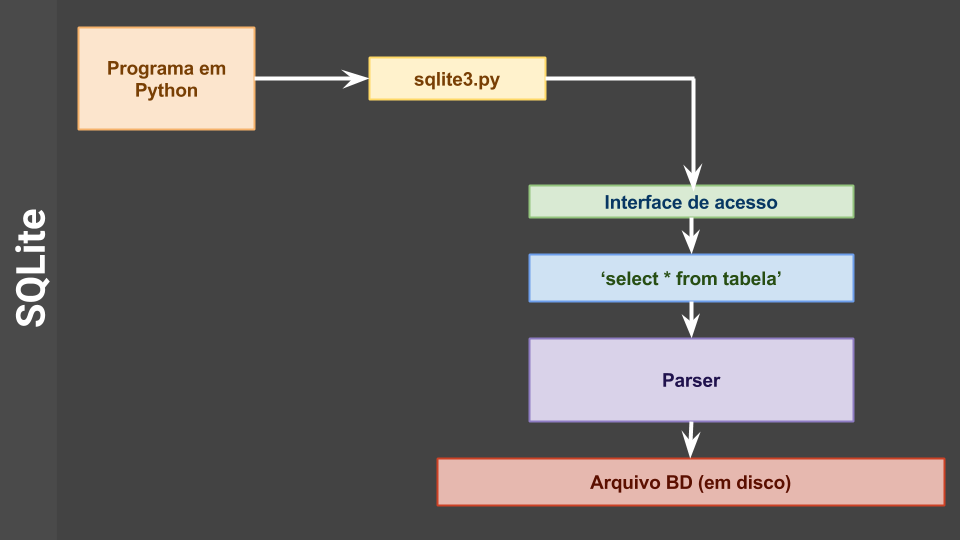 SQLite
Programa em
Python
sqlite3.py
Interface de acesso
‘select * from tabela’
Parser
Arquivo BD (em disco)